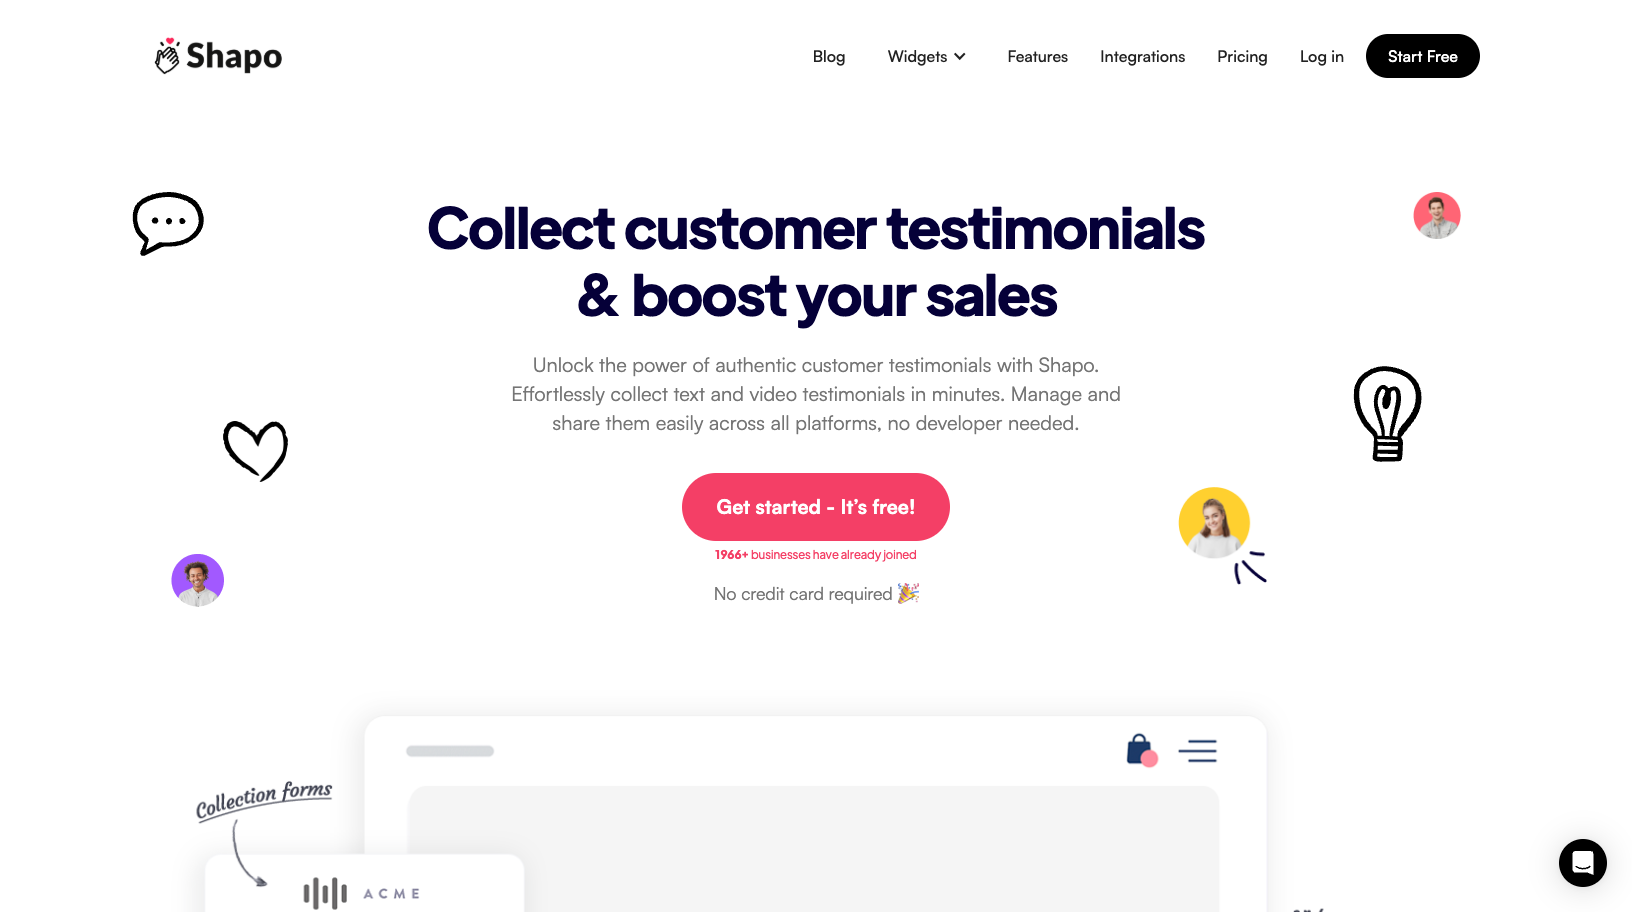 Shapo
Blog
Widgets
Features
Integrations
Pricing
Log in
Start Free
Collect customer testimonials
& boost your sales
Unlock the power of authentic customer testimonials with Shapo.
Effortlessly collect text and video testimonials in minutes. Manage and
share them easily across all platforms, no developer needed.
Get started - It's free!
1966+ businesses have already joined
No credit card required 🎉
Collection forms
ACME